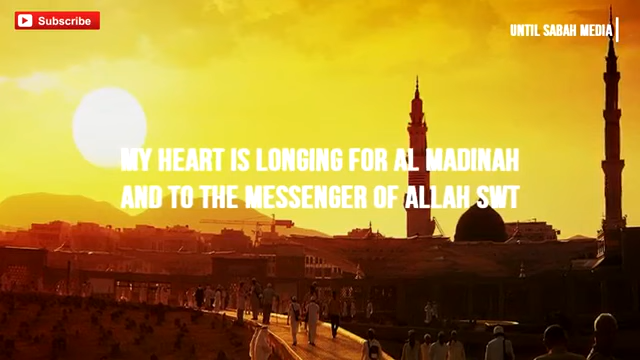 Subscribe
UNTIL SABAH MEDIA
MY HEART IS LONGING FOR AL MADINAH
AND TO THE MESSENGER OF ALLAH SWT